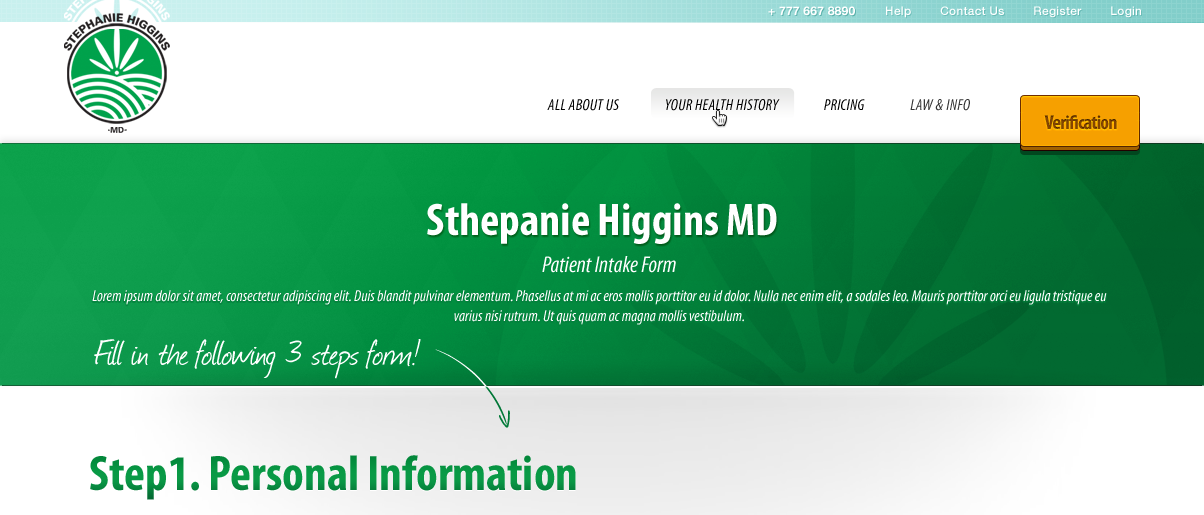 + 777 667 8890 Help Contact Us Register Login
STEPHANIE HIGGINS
STEPHANIE HIGGINS
-MD-
ALL ABOUT US YOUR HEALTH HISTORY PRICING LAW & INFO
Verification
Sthepanie Higgins MD
Patient Intake Form
Lorem ipsum dolor sit amet, consectetur adipiscing elit. Duis blandit pulvinar elementum. Phasellus at mi ac eros mollis porttitor eu id dolor. Nulla nec enim elit, a sodales leo. Mauris porttitor orci eu ligula tristique eu
varius nisi rutrum. Ut quis quam ac magna mollis vestibulum.
Fill in the following 3 steps form!
Step1. Personal Information